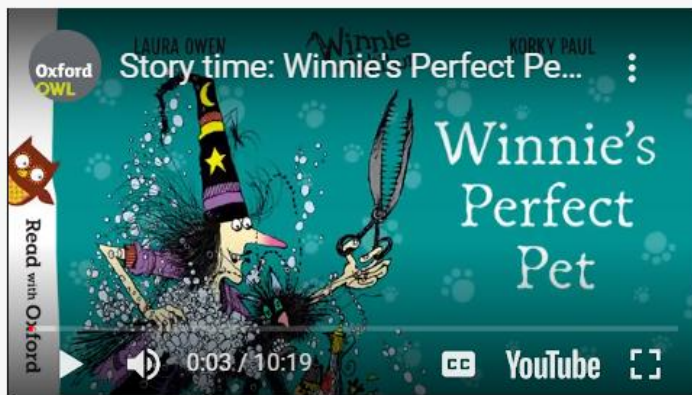 LAURA OWEN
Winnie
KORKY PAUL
Oxford
OWL
Story time: Winnie's Perfect Pe...
Winnie's
Perfect
Pet
Read with Oxford
0:03 / 10:19
CC
YouTube